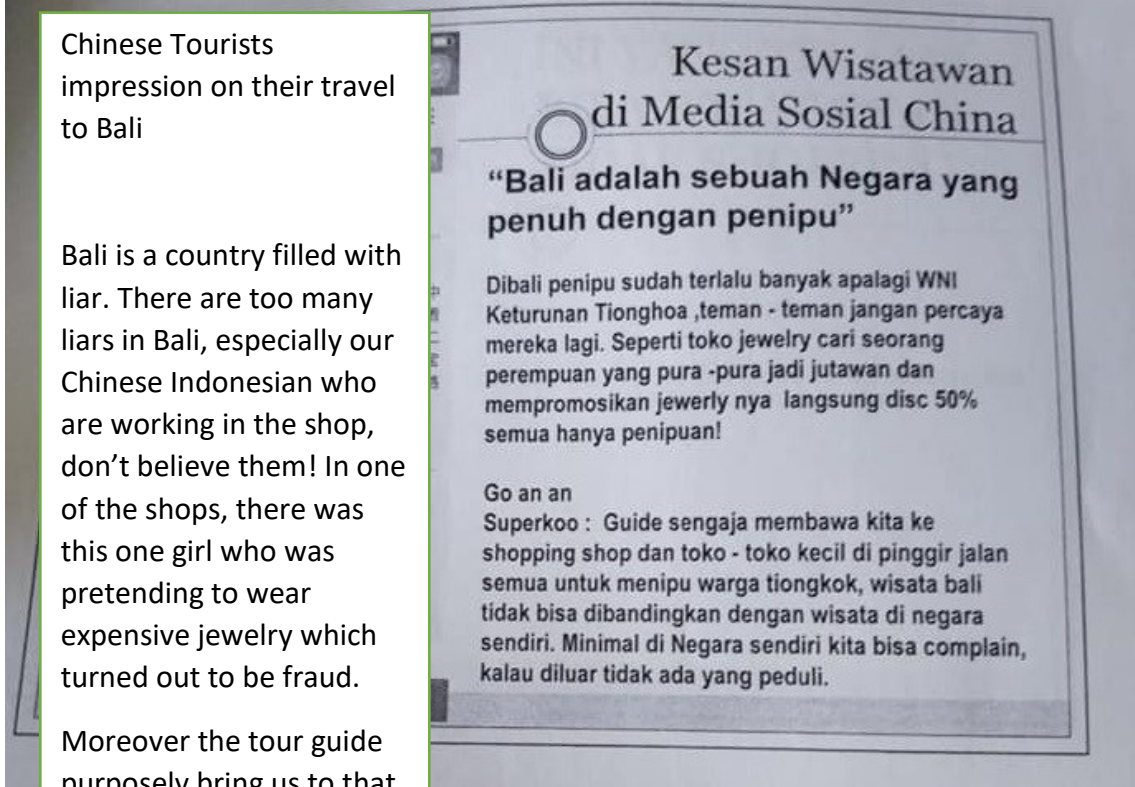 Chinese Tourists
impression on their travel
to Bali
Bali is a country filled with
liar. There are too many
liars in Bali, especially our
Chinese Indonesian who
are working in the shop,
don’t believe them! In one
of the shops, there was
this one girl who was
pretending to wear
expensive jewelry which
turned out to be fraud.
Moreover the tour guide
purposely bring us to that
Kesan Wisatawan
di Media Sosial China
“Bali adalah sebuah Negara yang
penuh dengan penipu”
Dibali penipu sudah terlalu banyak apalagi WNI
Keturunan Tionghoa ,teman - teman jangan percaya
mereka lagi. Seperti toko jewelry cari seorang
perempuan yang pura -pura jadi jutawan dan
mempromosikan jewerly nya langsung disc 50%
semua hanya penipuan!
Go an an
Superkoo : Guide sengaja membawa kita ke
shopping shop dan toko - toko kecil di pinggir jalan
semua untuk menipu warga tiongkok, wisata bali
tidak bisa dibandingkan dengan wisata di negara
sendiri. Minimal di Negara sendiri kita bisa complain,
kalau diluar tidak ada yang peduli.